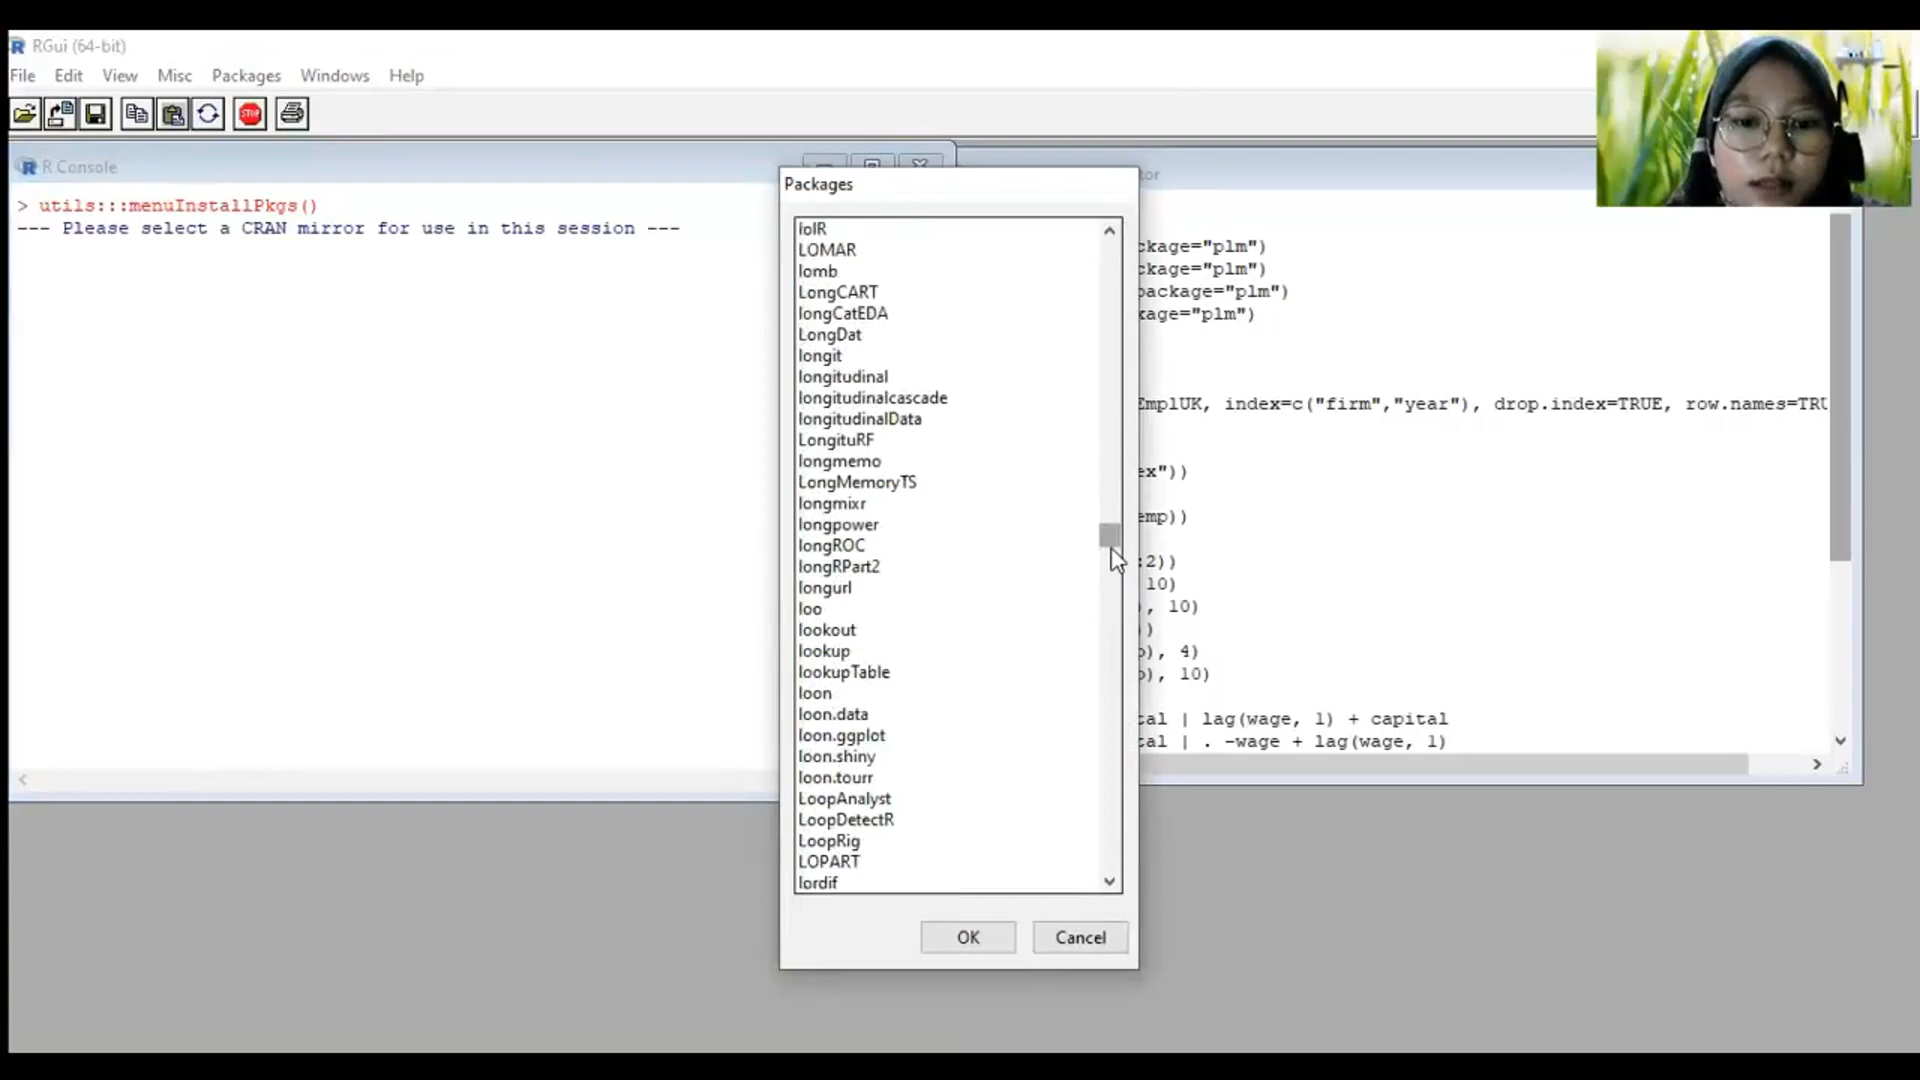 RGui (64-bit)
File Edit View Misc Packages Windows Help
STOP
R Console
> utils:::menuInstallPkgs()
--- Please select a CRAN mirror for use in this session ---
Packages
lolR
LOMAR
lomb
LongCART
longCatEDA
LongDat
longit
longitudinal
longitudinalcascade
longitudinalData
LongituRF
longmemo
LongMemoryTS
longmixr
longpower
longROC
longRPart2
longurl
loo
lookout
lookup
lookupTable
loon
loon.data
loon.ggplot
loon.shiny
loon.tourr
LoopAnalyst
LoopDetectR
LoopRig
LOPART
lordif
OK Cancel
tor
ckage="plm")
ckage="plm")
package="plm")
kage="plm")
EmplUK, index=c("firm","year"), drop.index=TRUE, row.names=TRU
ex"))
emp))
:2))
10)
, 10)
))
p), 4)
p), 10)
tal | lag(wage, 1) + capital
tal | . -wage + lag(wage, 1)